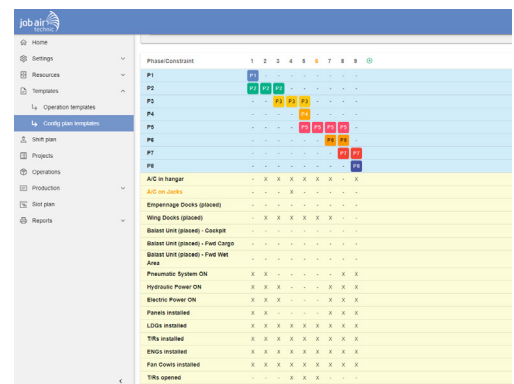 job air
technic
Home
Settings
Resources
Templates
Operation templates
Config plan templates
Shift plan
Projects
Operations
Production
Slot plan
Reports
Phase/Constraint 1 2 3 4 5 6 7 8 9
P1 P1 - - - - - - - -
P2 P2 P2 P2 - - - - - -
P3 - - P3 P3 P3 - - - -
P4 - - - - P4 - - - -
P5 - - - - P5 P5 P5 P5 -
P6 - - - - - - P6 P6 -
P7 - - - - - - - P7 P7
P8 - - - - - - - - P8
A/C in hangar - X X X X X X - X
A/C on Jacks - - - X - - - - -
Empennage Docks (placed) - - - - - - - - -
Wing Docks (placed) - X X X X X X - -
Balast Unit (placed) - Cockpit - - - - - - - - -
Balast Unit (placed) - Fwd Cargo - - - - - - - - -
Balast Unit (placed) - Fwd Wet
Area - - - - - - - - -
Pneumatic System ON X X - - - - - X X
Hydraulic Power ON X X X - - - X X X
Electric Power ON X X X - - - X X X
Panels installed X X - - - - - - X
LDGs installed X X X X X X X X X
T/Rs installed X X X X X X X X X
ENGs installed X X X X X X X X X
Fan Cowls installed X X X X X X X X X
T/Rs opened - - - X X X - - -